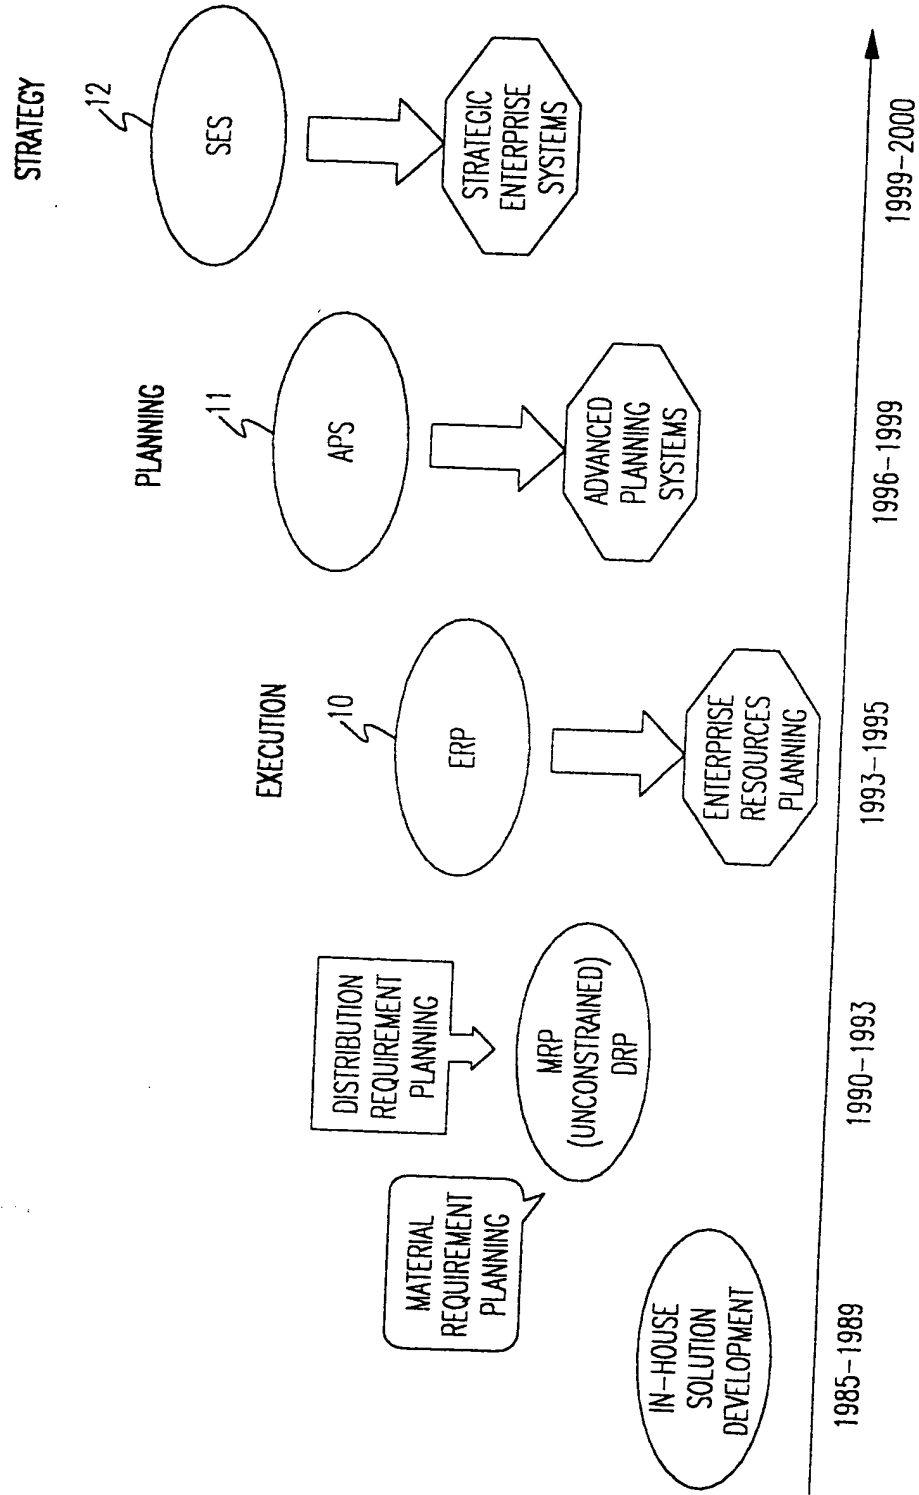 STRATEGY
12
SES
STRATEGIC
ENTERPRISE
SYSTEMS
PLANNING
11
APS
ADVANCED
PLANNING
SYSTEMS
EXECUTION
10
ERP
ENTERPRISE
RESOURCES
PLANNING
DISTRIBUTION
REQUIREMENT
PLANNING
MRP
(UNCONSTRAINED)
DRP
MATERIAL
REQUIREMENT
PLANNING
IN-HOUSE
SOLUTION
DEVELOPMENT
1985-1989
1990-1993
1993-1995
1996-1999
1999-2000